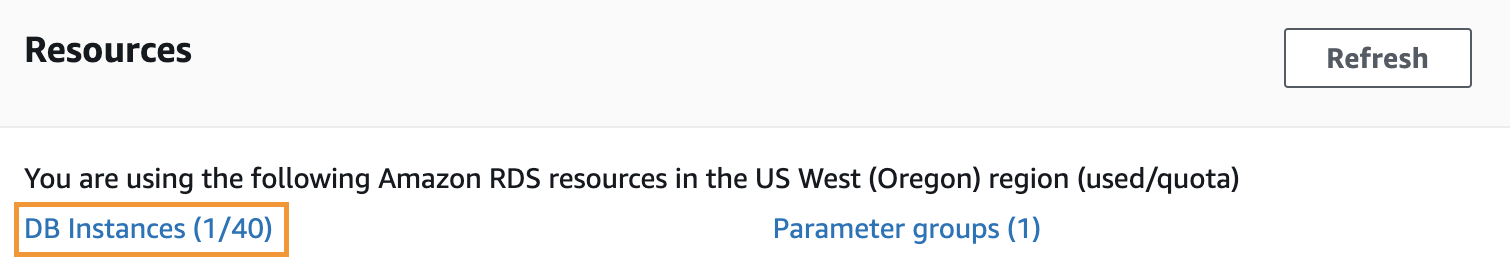 Resources
Refresh
You are using the following Amazon RDS resources in the US West (Oregon) region (used/quota)
DB Instances (1/40)
Parameter groups (1)